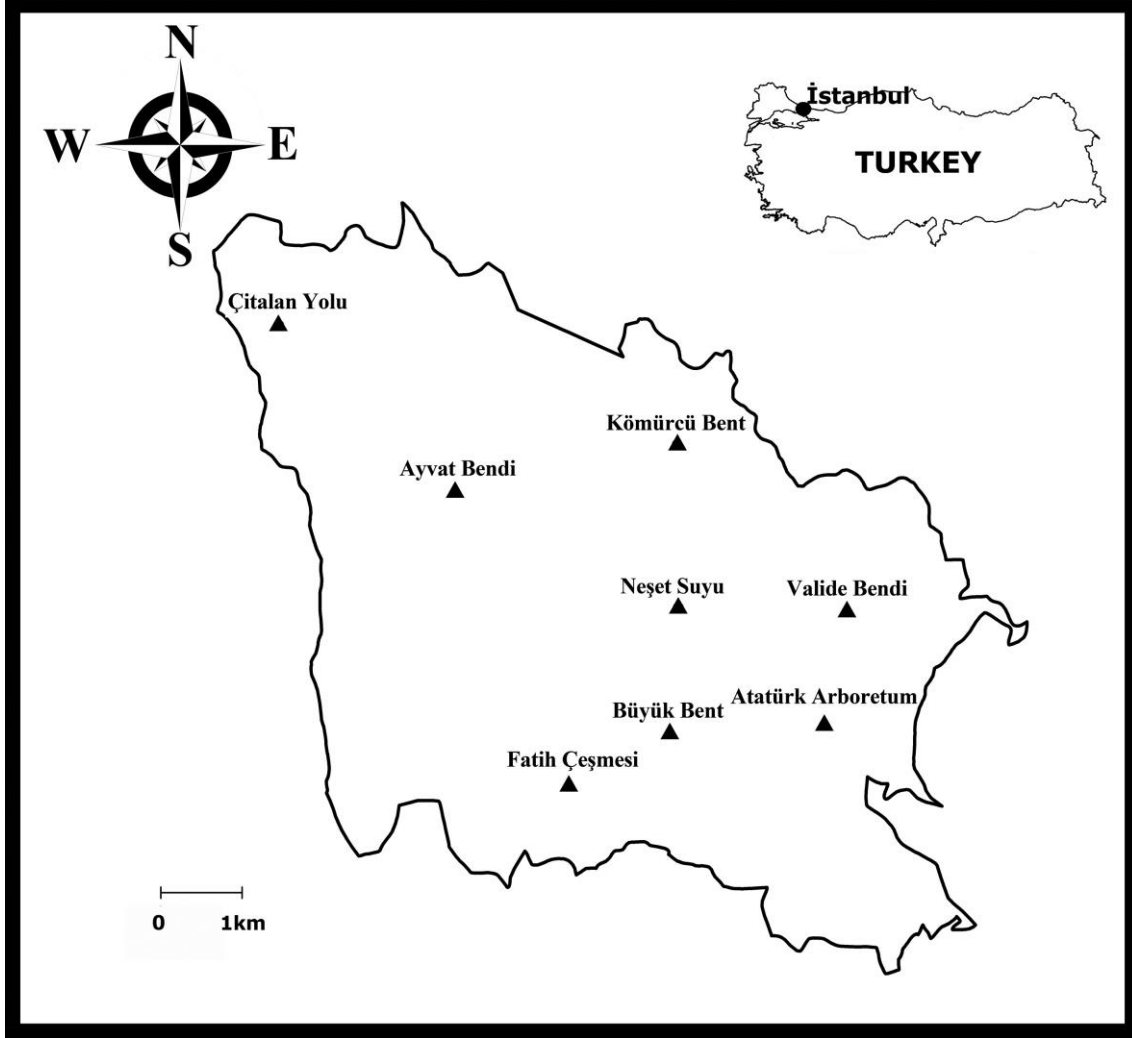 N
W
E
S
İstanbul
TURKEY
Çitalan Yolu
Kömürcü Bent
Ayvat Bendi
Neşet Suyu
Valide Bendi
Atatürk Arboretum
Büyük Bent
Fatih Çeşmesi
0 1km